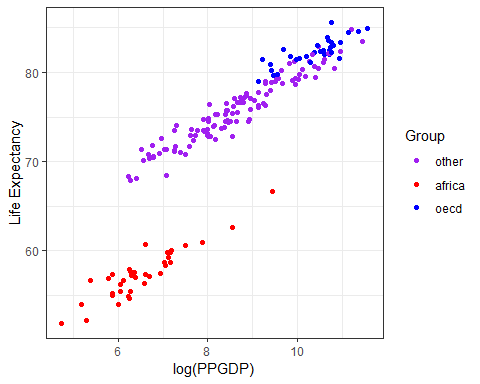 80
70
60
Life Expectancy
6
8
10
log(PPGDP)
Group
other
africa
oecd